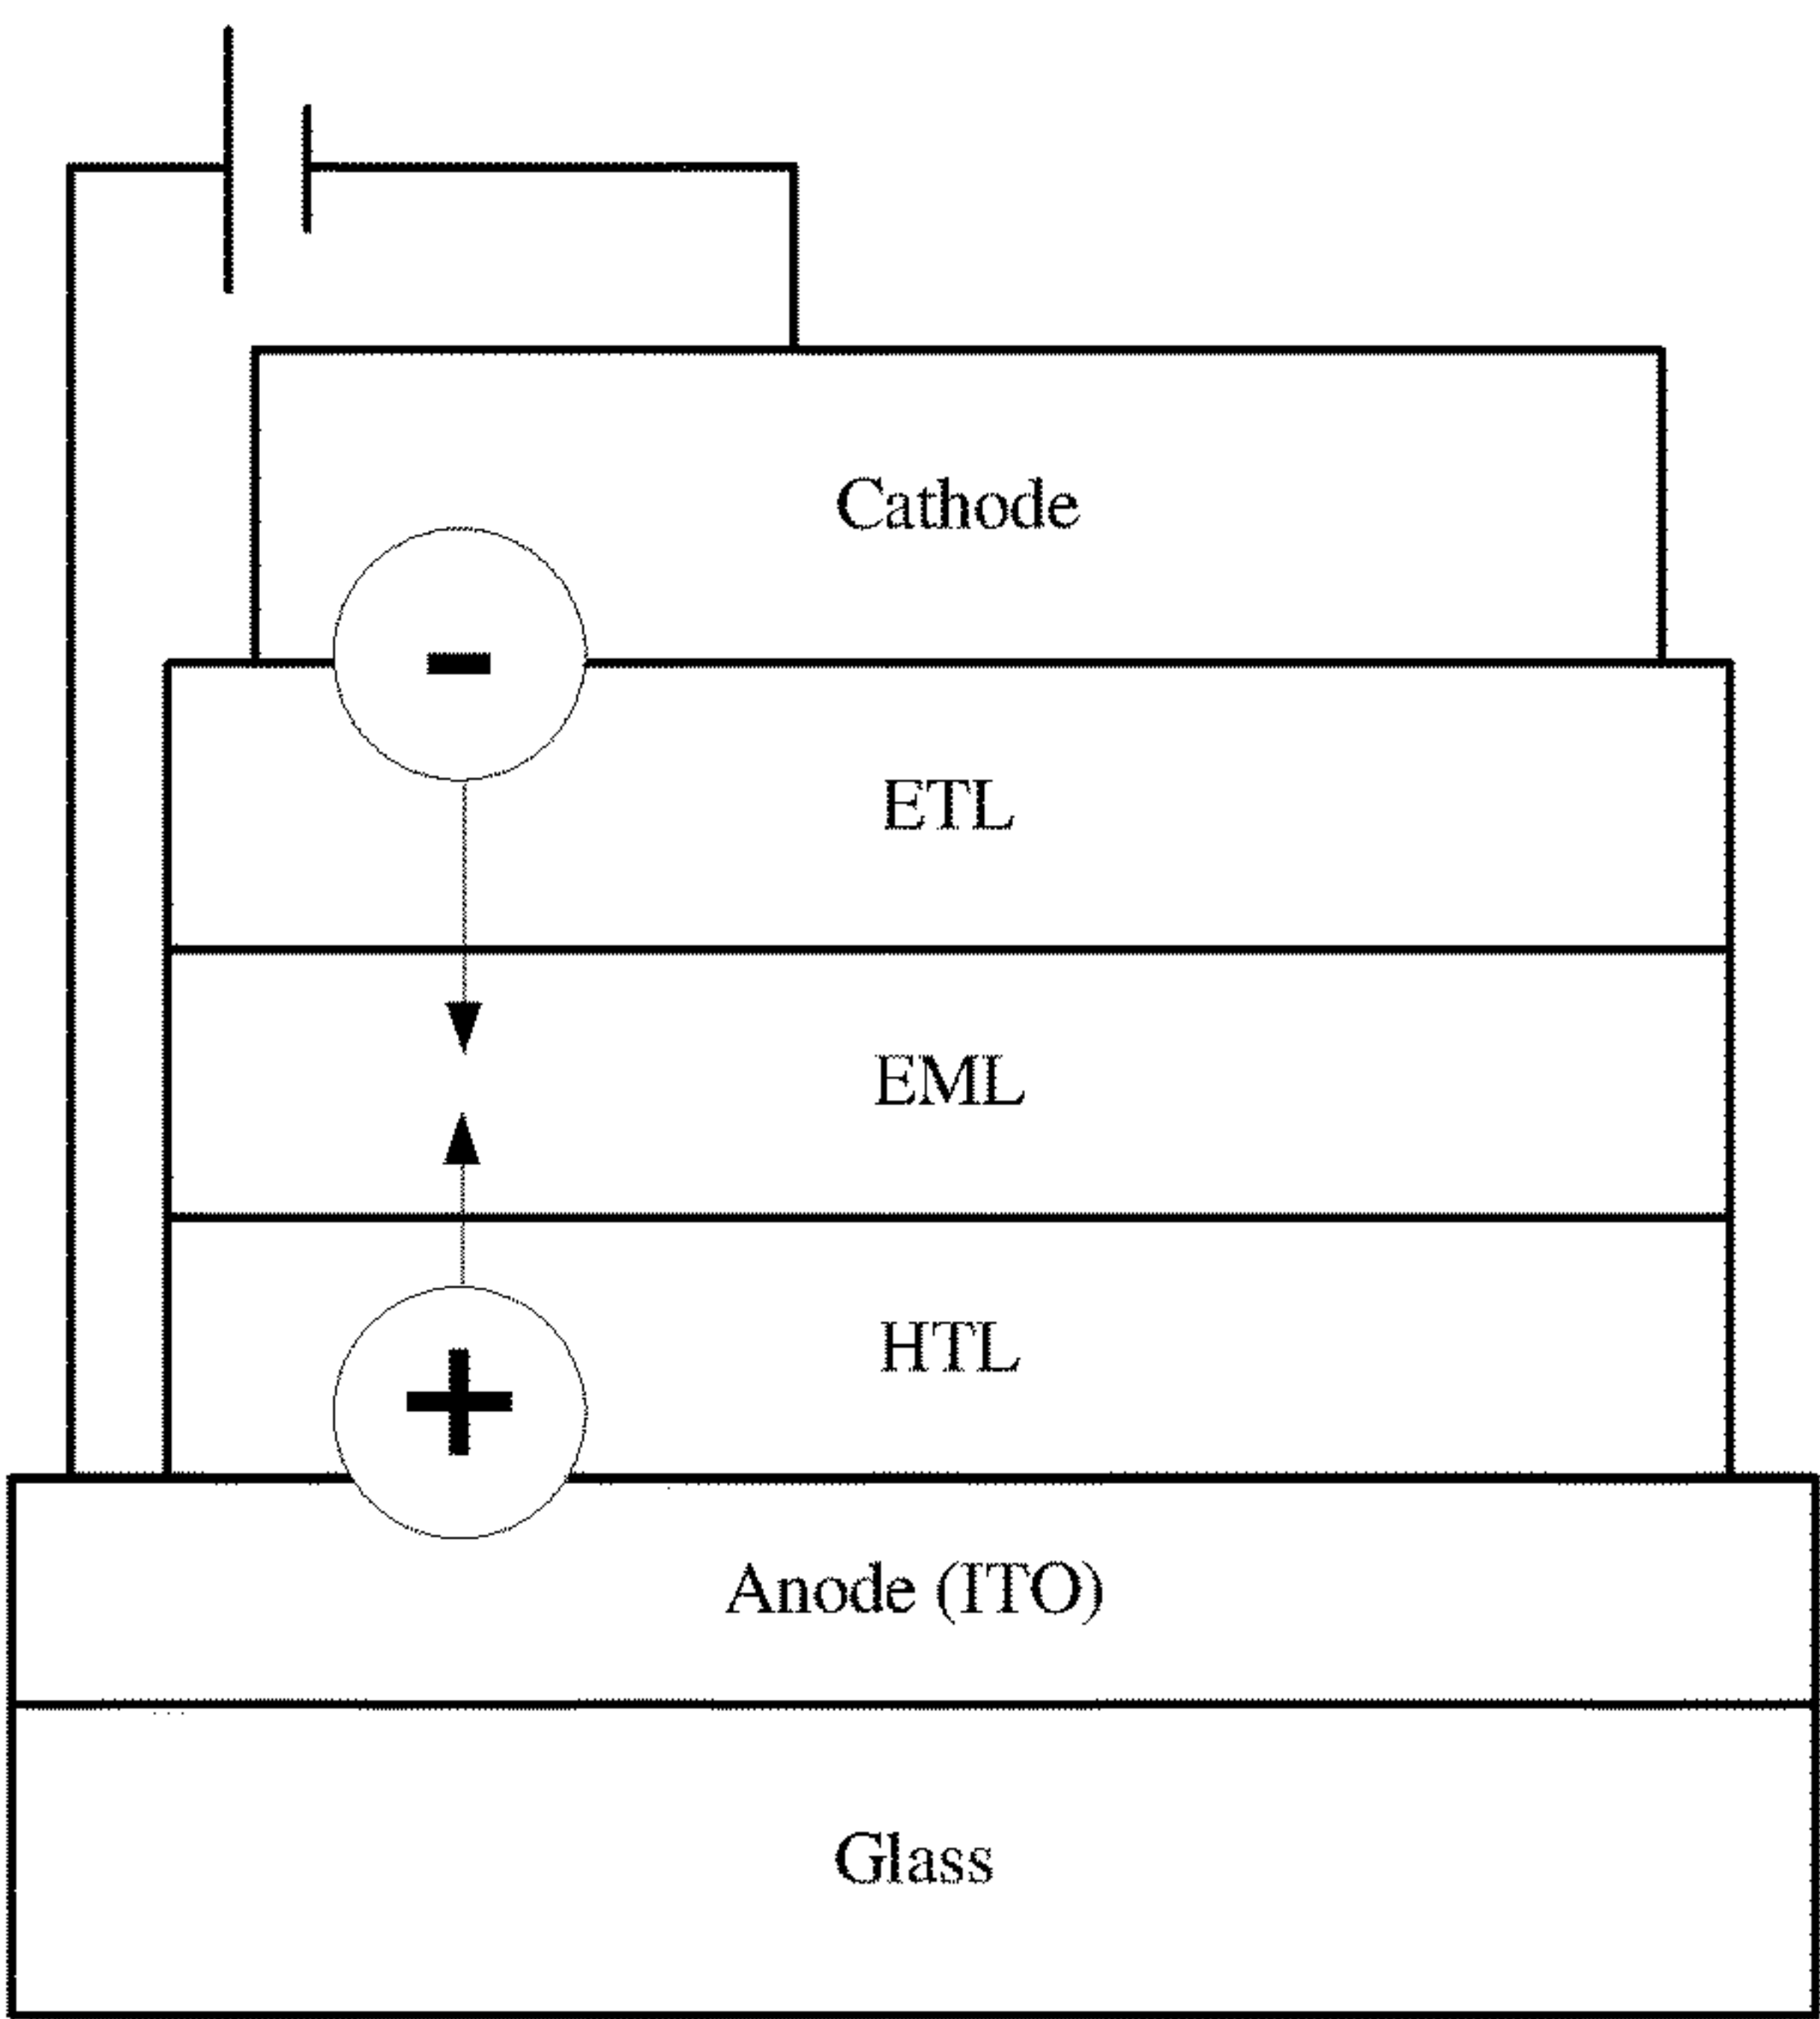 Cathode
-
ETL
EML
HTL
+
Anode (ITO)
Glass